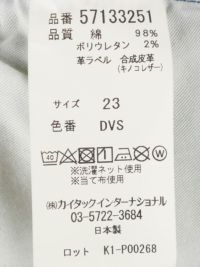 品番 57133251
品質 綿 98%
ポリウレタン 2%
革ラベル 合成皮革
(キノコレザー)
サイズ 23
色番 DVS
※洗濯ネット使用
※当て布使用
㈱カイタックインターナショナル
03-5722-3684
日本製
ロット K1-P00268